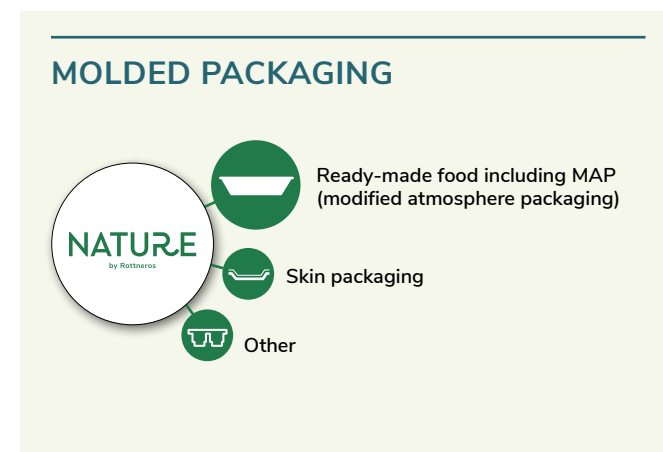 MOLDED PACKAGING
Ready-made food including MAP
(modified atmosphere packaging)
NATURE
by Rottneros
Skin packaging
Other